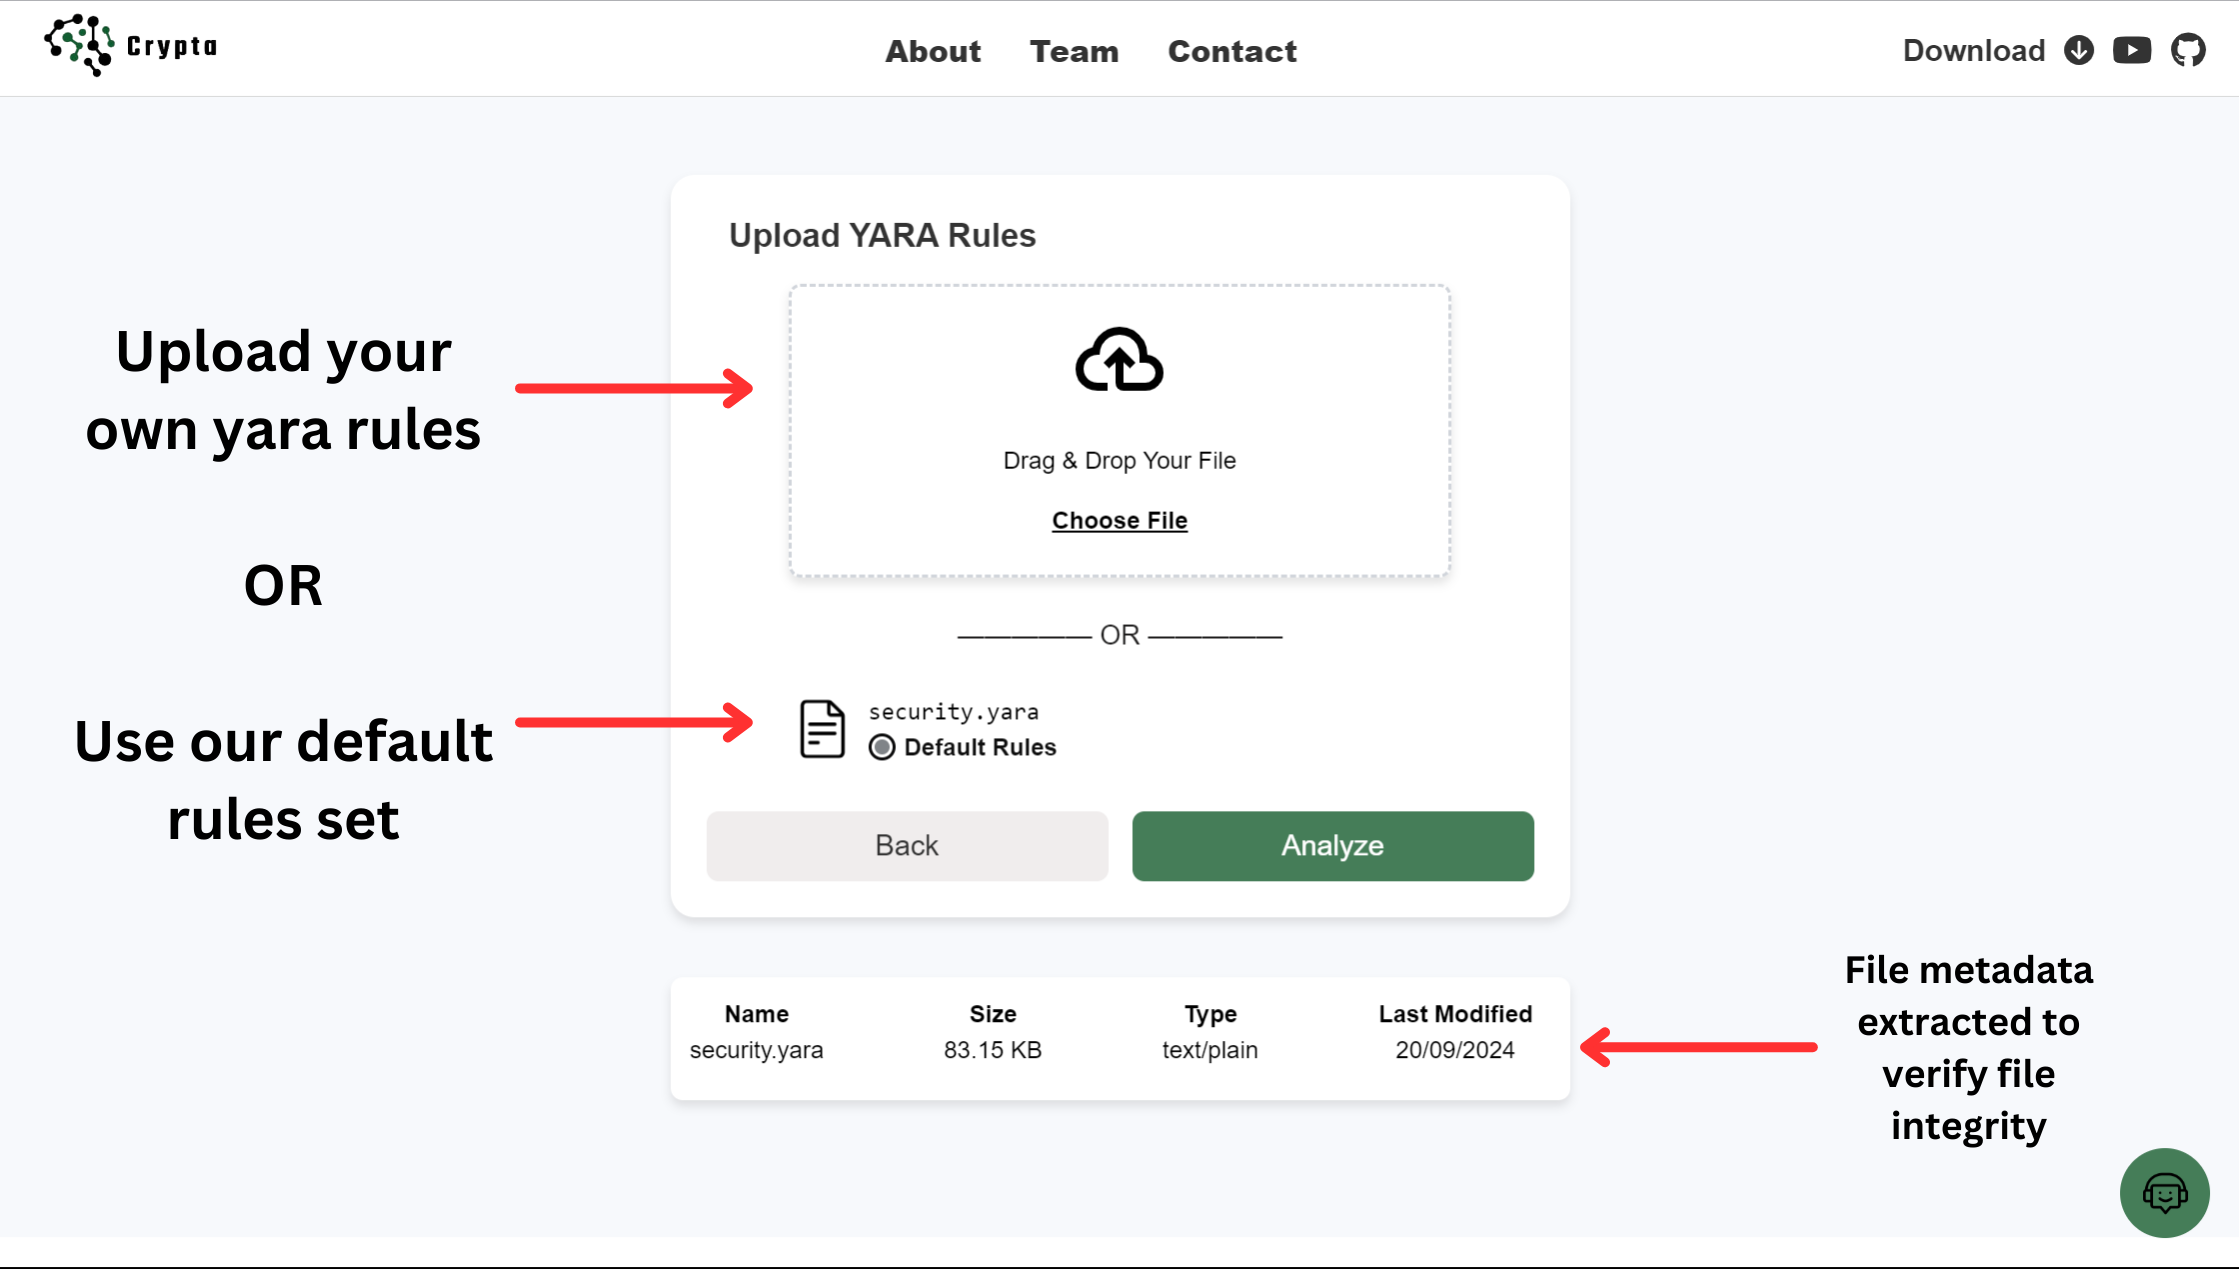 Crypta
About Team Contact
Download
Upload YARA Rules
Upload your
own yara rules
OR
Use our default
rules set
Drag & Drop Your File
Choose File
OR
security.yara
Default Rules
Back Analyze
Name Size Type Last Modified
security.yara 83.15 KB text/plain 20/09/2024
File metadata
extracted to
verify file
integrity